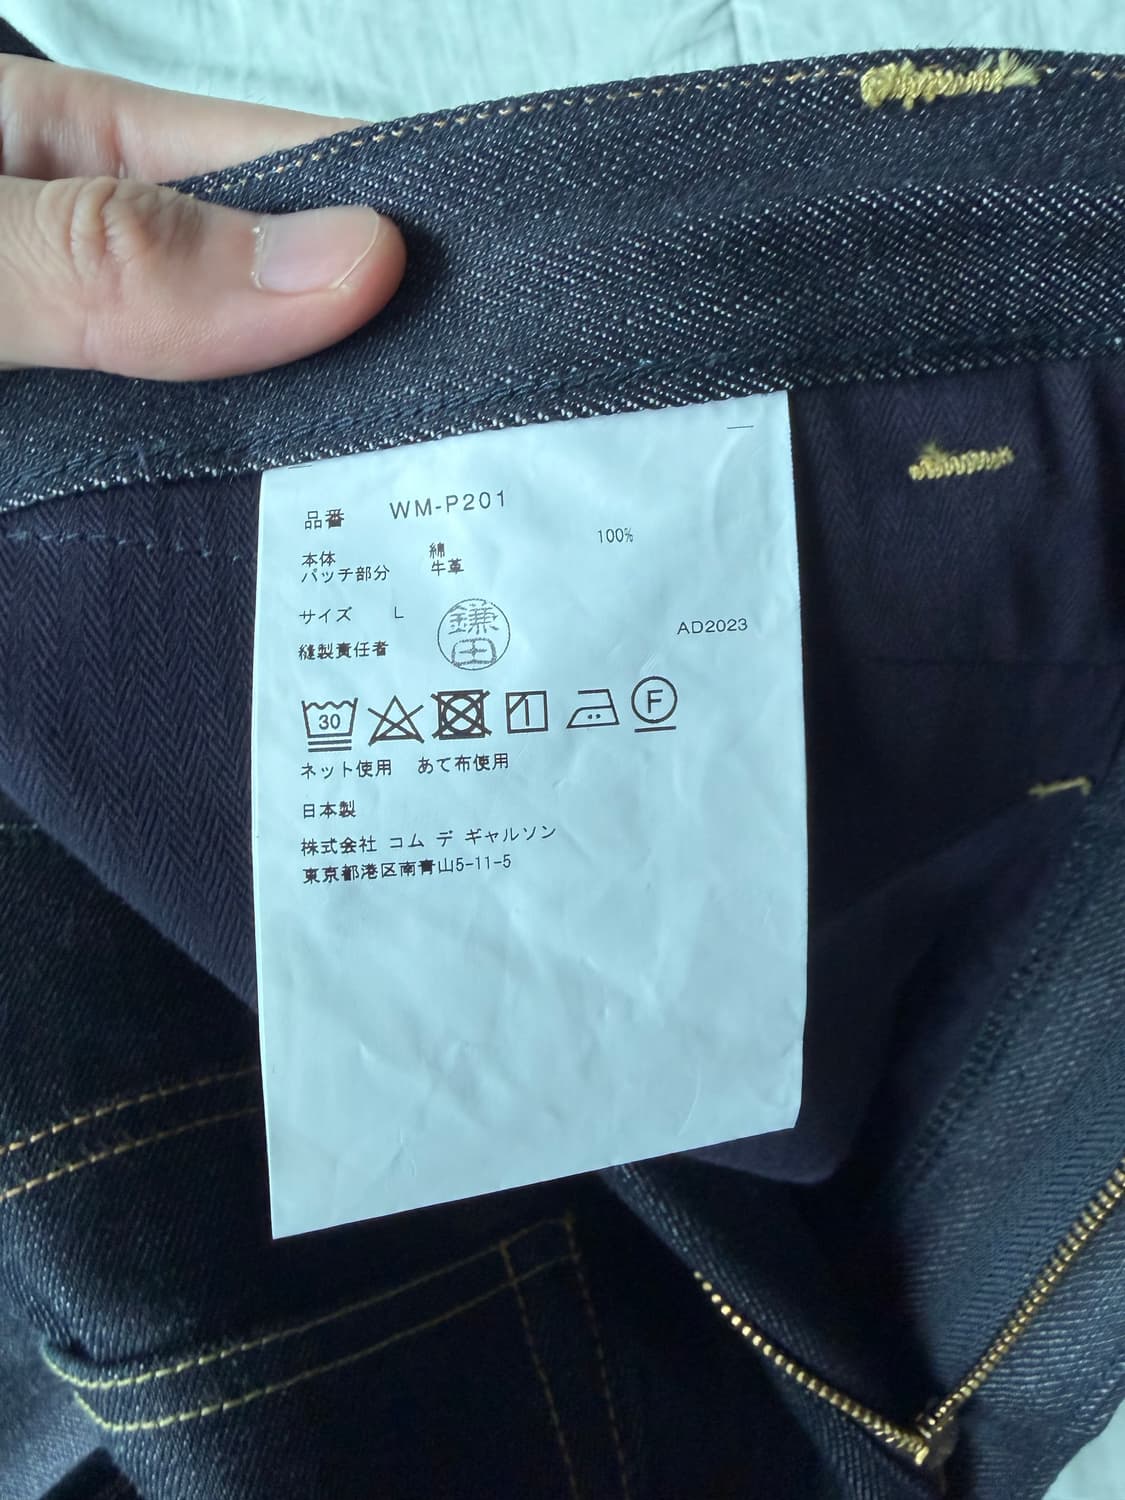 品番 WM-P201
本体 綿 100%
パッチ部分 牛革
サイズ L
鎌田
AD2023
縫製責任者
30
F
ネット使用 あて布使用
日本製
株式会社 コム デ ギャルソン
東京都港区南青山5-11-5